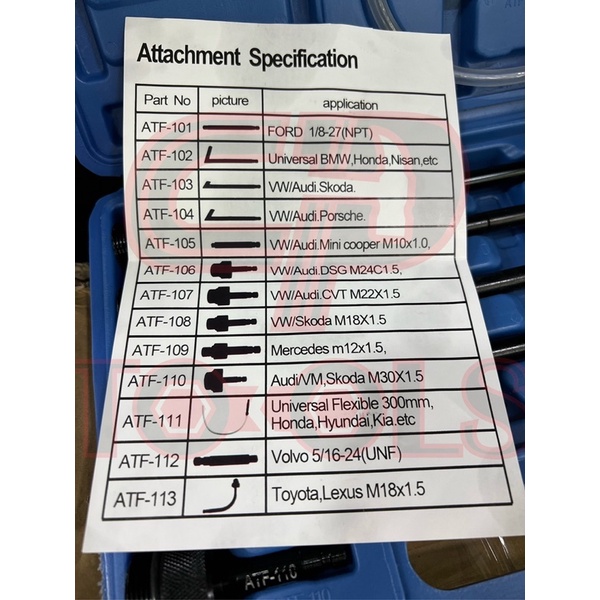 Attachment Specification
Part No picture application
ATF-101 FORD 1/8-27(NPT)
ATF-102 Universal BMW,Honda,Nisan,etc
ATF-103 VW/Audi.Skoda.
ATF-104 VW/Audi.Porsche.
ATF-105 VW/Audi.Mini cooper M10x1.0,
ATF-106 VW/Audi.DSG M24C1.5,
ATF-107 VW/Audi.CVT M22X1.5
ATF-108 VW/Skoda M18X1.5
ATF-109 Mercedes m12x1.5,
ATF-110 Audi/VM,Skoda M30X1.5
ATF-111 Universal Flexible 300mm,
Honda,Hyundai,Kia.etc
ATF-112 Volvo 5/16-24(UNF)
ATF-113 Toyota,Lexus M18x1.5
ATF-110